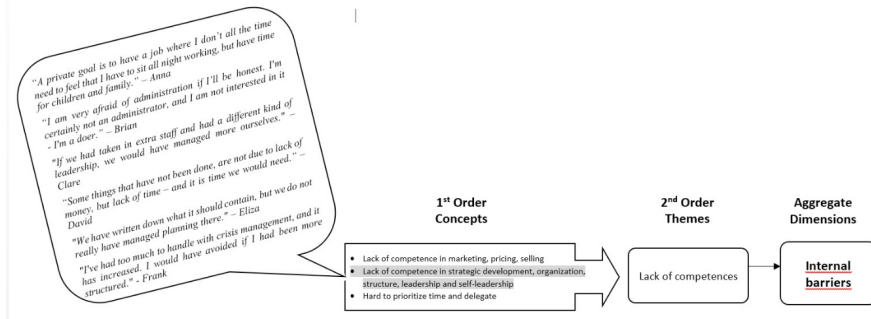 "A private goal is to have a job where I don't all the time
need to feel that I have to sit all night working, but have time
for children and family." – Anna
"I am very afraid of administration if I'll be honest. I'm
certainly not an administrator, and I am not interested in it
- I'm a doer." – Brian
"If we had taken in extra staff and had a different kind of
leadership, we would have managed more ourselves." –
Clare
"Some things that have not been done, are not due to lack of
money, but lack of time – and it is time we would need." –
David
"We have written down what it should contain, but we do not
really have managed planning there." – Eliza
"I've had too much to handle with crisis management, and it
has increased. I would have avoided if I had been more
structured." - Frank
1st Order
Concepts
• Lack of competence in marketing, pricing, selling
• Lack of competence in strategic development, organization,
structure, leadership and self-leadership
• Hard to prioritize time and delegate
2nd Order
Themes
Lack of competences
Aggregate
Dimensions
Internal
barriers